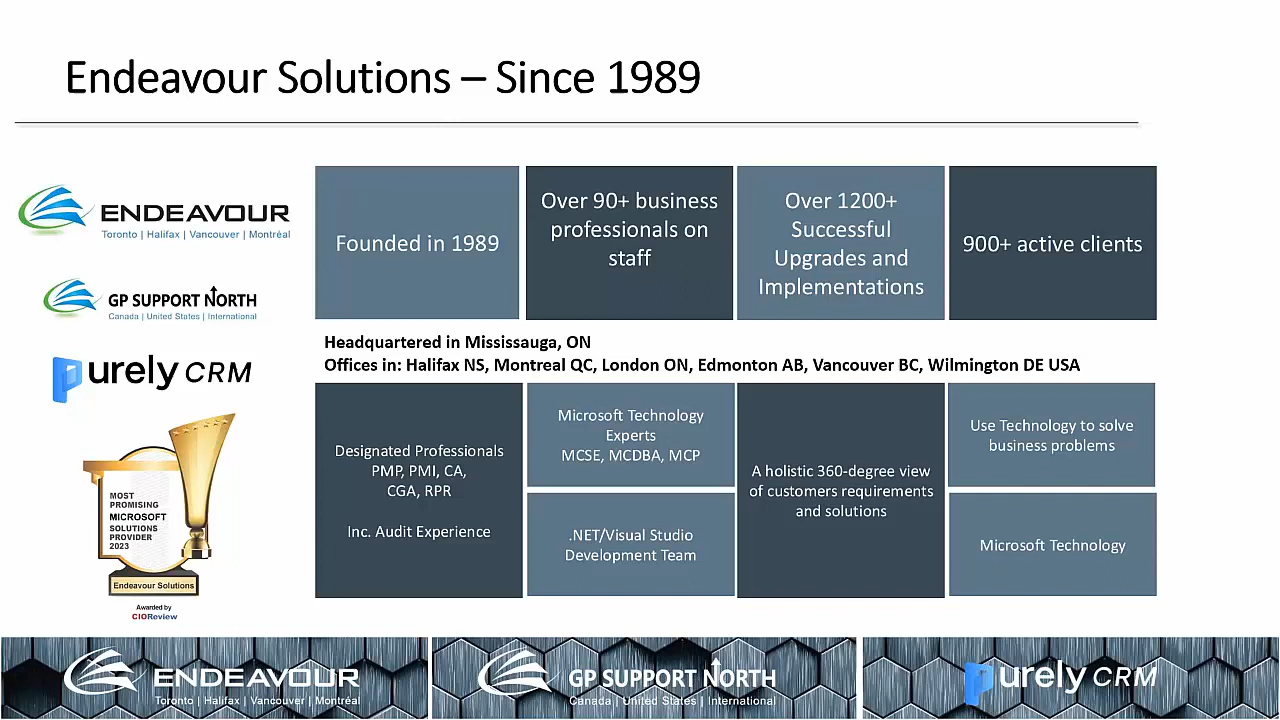 Endeavour Solutions – Since 1989
ENDEAVOUR
Toronto | Halifax | Vancouver | Montréal
GP SUPPORT NORTH
Canada | United States | International
Purely CRM
MOST
PROMISING
MICROSOFT
SOLUTIONS
PROVIDER
2023
Endeavour Solutions
Awarded by
CIOReview
Founded in 1989
Over 90+ business
professionals on
staff
Over 1200+
Successful
Upgrades and
Implementations
900+ active clients
Headquartered in Mississauga, ON
Offices in: Halifax NS, Montreal QC, London ON, Edmonton AB, Vancouver BC, Wilmington DE USA
Designated Professionals
PMP, PMI, CA,
CGA, RPR
Inc. Audit Experience
Microsoft Technology
Experts
MCSE, MCDBA, MCP
.NET/Visual Studio
Development Team
A holistic 360-degree view
of customers requirements
and solutions
Use Technology to solve
business problems
Microsoft Technology
ENDEAVOUR
Toronto | Halifax | Vancouver | Montréal
GP SUPPORT NORTH
Canada | United States | International
Purely CRM